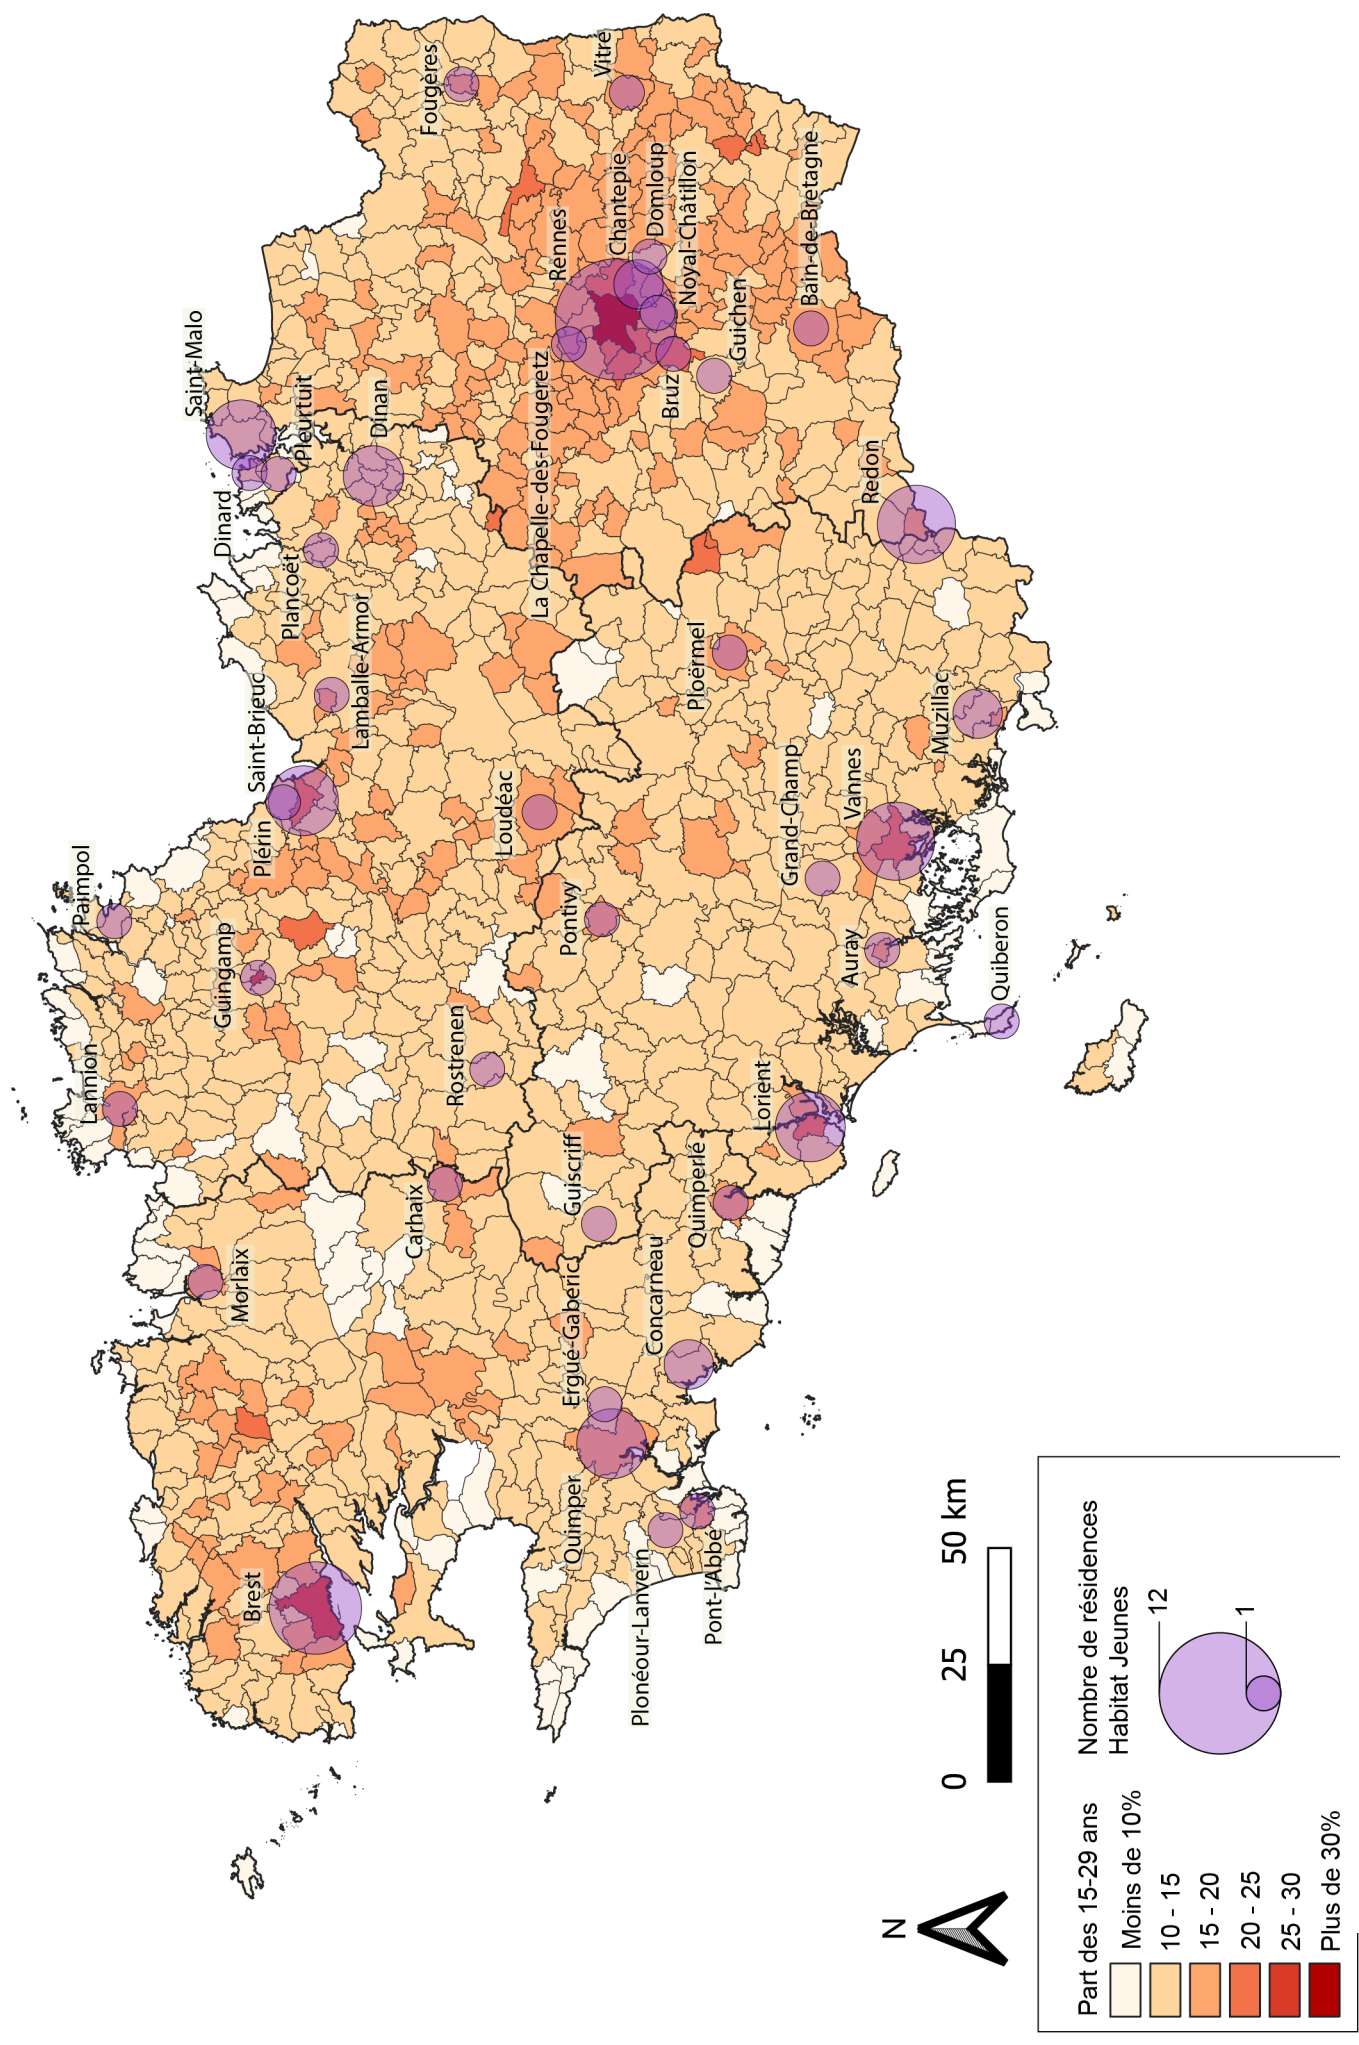 Saint-Malo
Dinard
Pleurtuit
Dinan
Plancoët
Lamballe-Armor
Saint-Brieuc
Plérin
Paimpol
Guingamp
Lannion
Morlaix
Brest
Fougères
Vitré
Rennes
Chantepie
Domloup
Noyal-Châtillon
La Chapelle-des-Fougeretz
Bruz
Guichen
Bain-de-Bretagne
Redon
Loudéac
Rostrenen
Carhaix
Pontivy
Ploërmel
Guiscriff
Ergué-Gabéric
Quimper
Concarneau
Quimperlé
Plonéour-Lanvern
Pont-l'Abbé
Lorient
Grand-Champ
Vannes
Muzillac
Auray
Quiberon
N
0 25 50 km
Part des 15-29 ans
Moins de 10%
10 - 15
15 - 20
20 - 25
25 - 30
Plus de 30%
Nombre de résidences
Habitat Jeunes
12
1